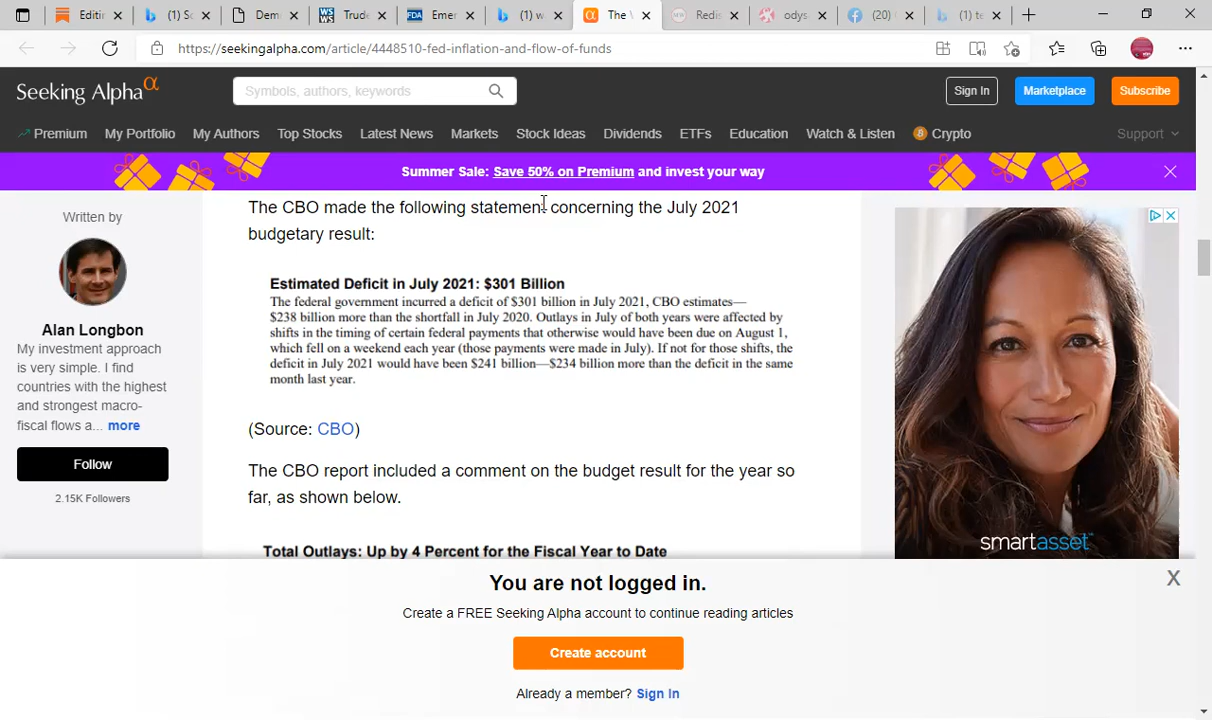 Editin
(1) Sc
Dem
Trude
Emer
(1) w
The \
Redis
odys
(20)
(1) te
https://seekingalpha.com/article/4448510-fed-inflation-and-flow-of-funds
Seeking Alpha α
Symbols, authors, keywords
Sign In
Marketplace
Subscribe
Premium My Portfolio My Authors Top Stocks Latest News Markets Stock Ideas Dividends ETFs Education Watch & Listen Crypto Support
Summer Sale: Save 50% on Premium and invest your way
Written by
Alan Longbon
My investment approach
is very simple. I find
countries with the highest
and strongest macro-
fiscal flows a... more
Follow
2.15K Followers
The CBO made the following statement concerning the July 2021
budgetary result:
Estimated Deficit in July 2021: $301 Billion
The federal government incurred a deficit of $301 billion in July 2021, CBO estimates—
$238 billion more than the shortfall in July 2020. Outlays in July of both years were affected by
shifts in the timing of certain federal payments that otherwise would have been due on August 1,
which fell on a weekend each year (those payments were made in July). If not for those shifts, the
deficit in July 2021 would have been $241 billion—$234 billion more than the deficit in the same
month last year.
(Source: CBO)
The CBO report included a comment on the budget result for the year so
far, as shown below.
Total Outlays: Up by 4 Percent for the Fiscal Year to Date
smartasset
You are not logged in.
X
Create a FREE Seeking Alpha account to continue reading articles
Create account
Already a member? Sign In